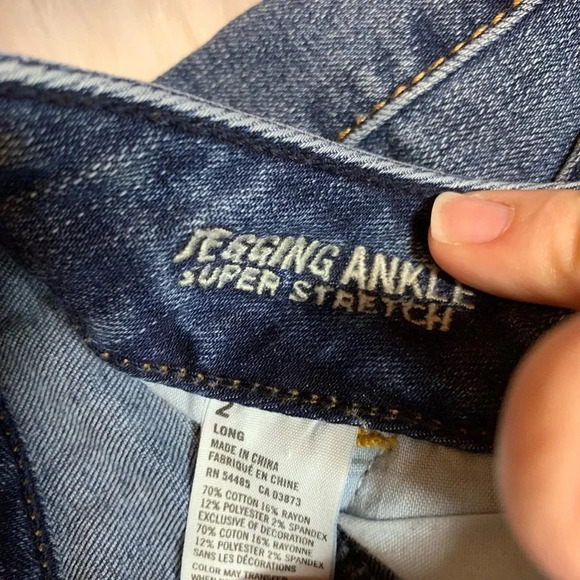 JEGGING ANKLE
SUPER STRETCH
2
LONG
MADE IN CHINA
FABRIQUÉ EN CHINE
RN 54485 CA 03873
70% COTTON 16% RAYON
12% POLYESTER 2% SPANDEX
EXCLUSIVE OF DECORATION
70% COTON 16% RAYONNE
12% POLYESTER 2% SPANDEX
SANS LES DÉCORATIONS
COLOR MAY TRANSFER
WHEN